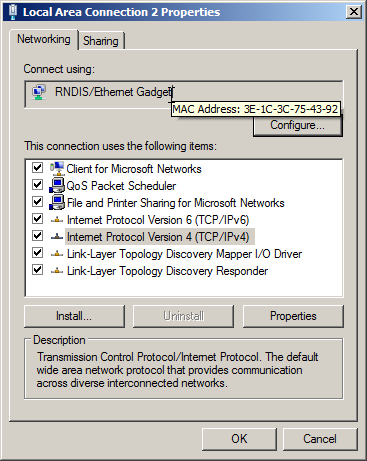 Local Area Connection 2 Properties
Networking
Sharing
Connect using:
RNDIS/Ethernet Gadget
MAC Address: 3E-1C-3C-75-43-92
Configure...
This connection uses the following items:
Client for Microsoft Networks
QoS Packet Scheduler
File and Printer Sharing for Microsoft Networks
Internet Protocol Version 6 (TCP/IPv6)
Internet Protocol Version 4 (TCP/IPv4)
Link-Layer Topology Discovery Mapper I/O Driver
Link-Layer Topology Discovery Responder
Install...
Uninstall
Properties
Description
Transmission Control Protocol/Internet Protocol. The default
wide area network protocol that provides communication
across diverse interconnected networks.
OK
Cancel